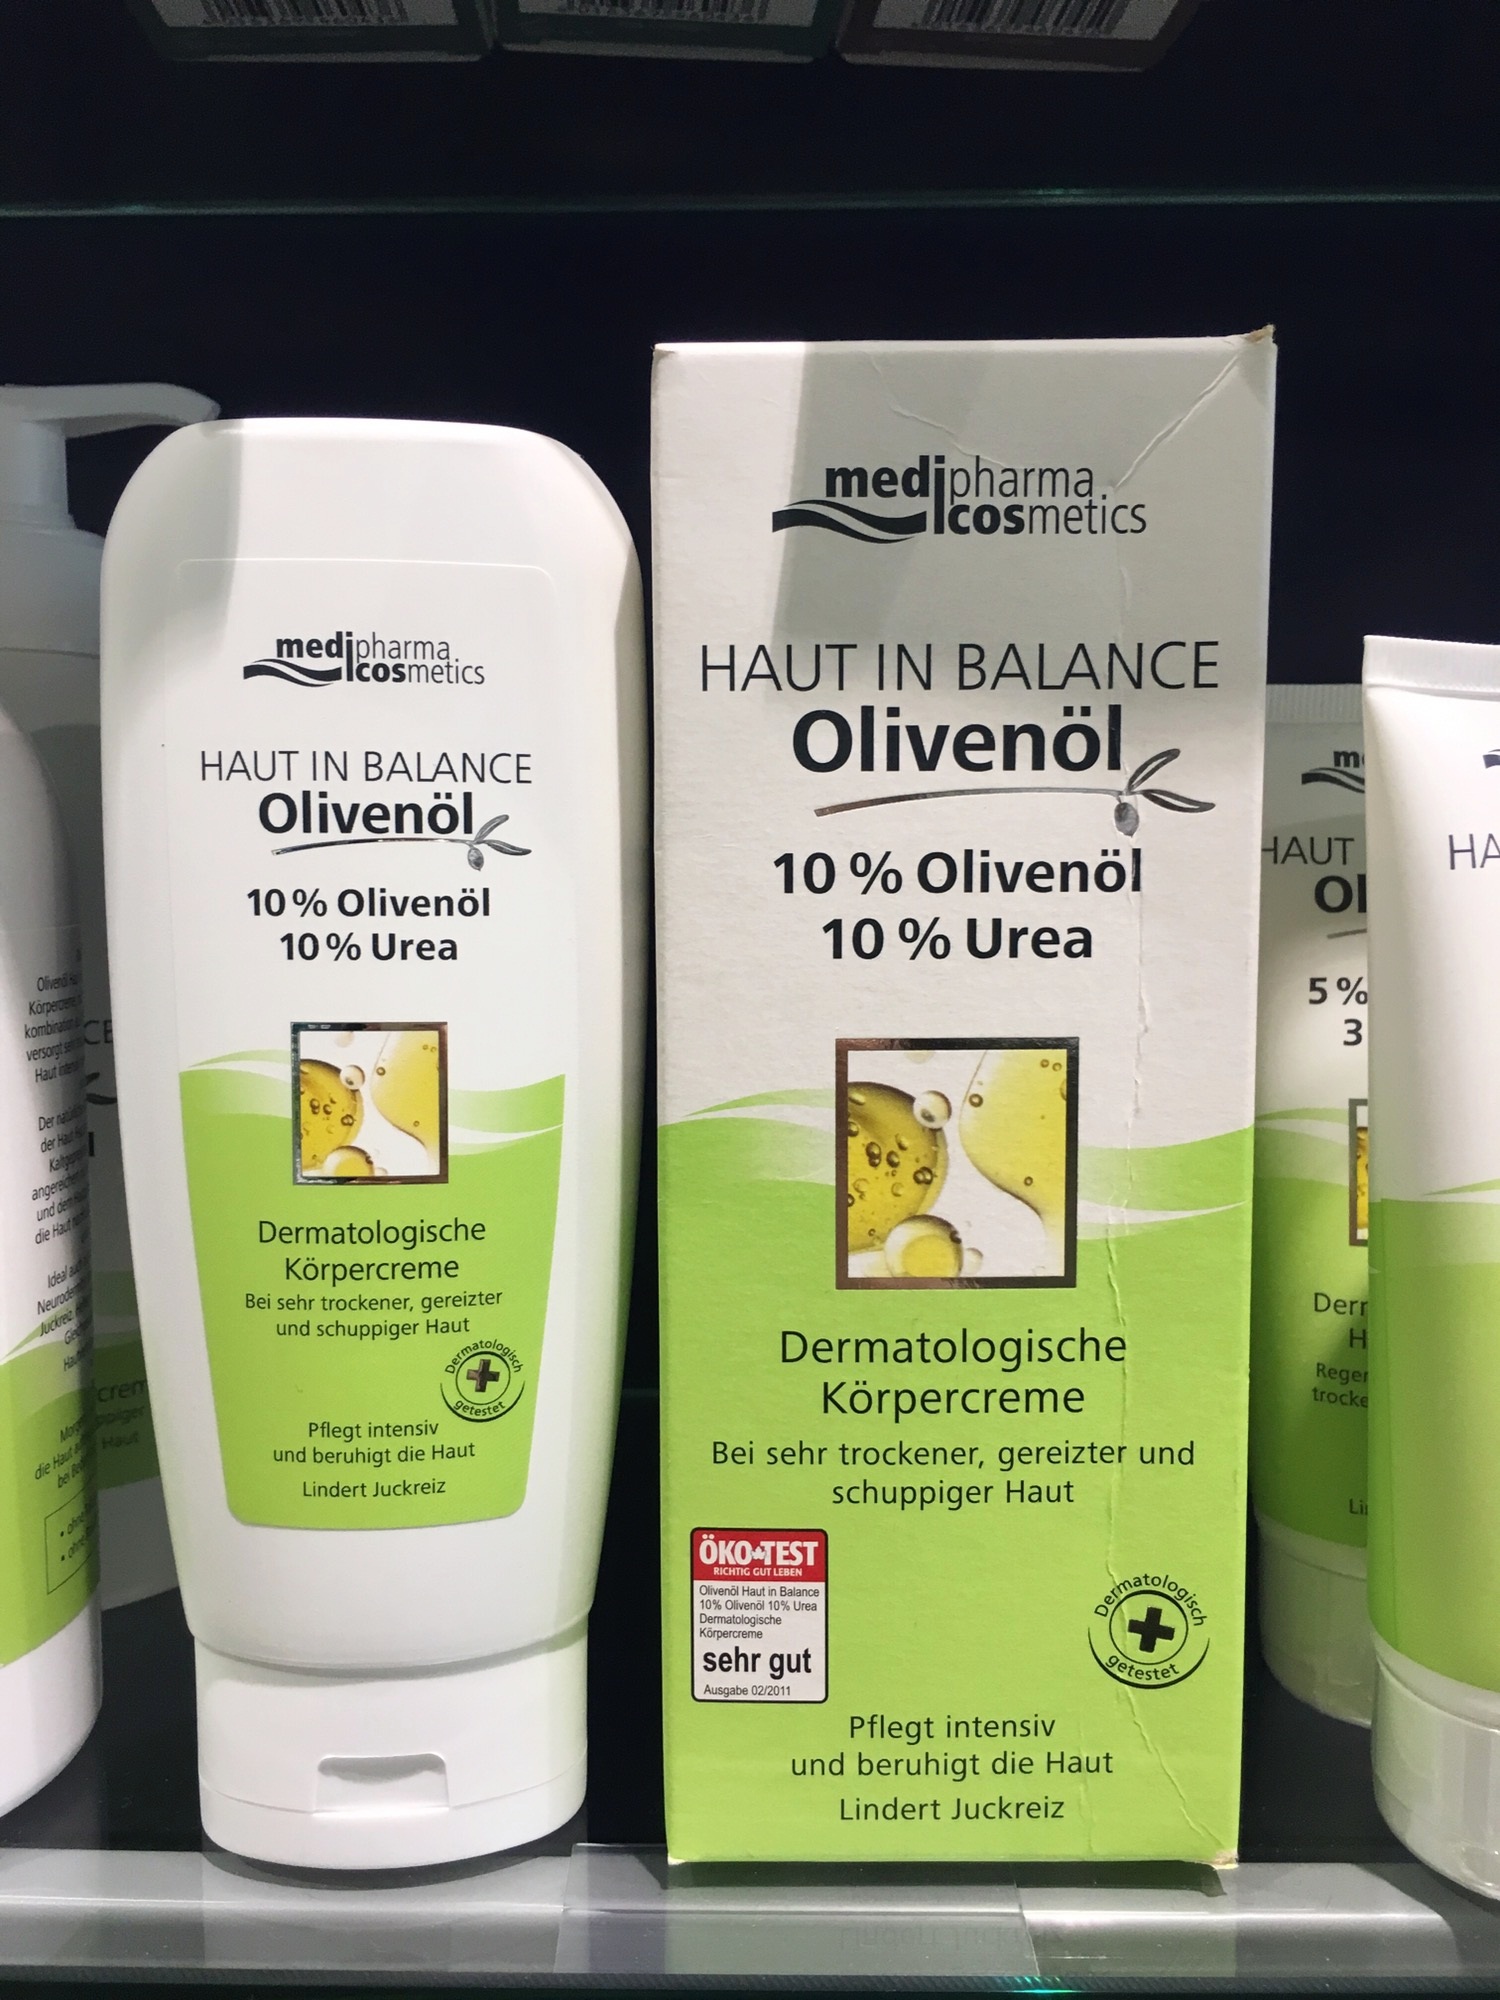 medipharma
cosmetics
HAUT IN BALANCE
Olivenöl
10 % Olivenöl
10 % Urea
Dermatologische
Körpercreme
Bei sehr trockener, gereizter
und schuppiger Haut
Dermatologisch
getestet
Pflegt intensiv
und beruhigt die Haut
Lindert Juckreiz
medipharma
cosmetics
HAUT IN BALANCE
Olivenöl
10 % Olivenöl
10 % Urea
Dermatologische
Körpercreme
Bei sehr trockener, gereizter und
schuppiger Haut
ÖKO-TEST
RICHTIG GUT LEBEN
Olivenöl Haut in Balance
10% Olivenöl 10% Urea
Dermatologische
Körpercreme
sehr gut
Ausgabe 02/2011
Dermatologisch
getestet
Pflegt intensiv
und beruhigt die Haut
Lindert Juckreiz
HAUT
5 %
3